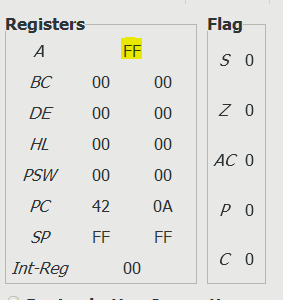 Registers Flag
A FF
S 0
BC 00 00
DE 00 00
Z 0
HL 00 00
AC 0
PSW 00 00
PC 42 0A
P 0
SP FF FF
C 0
Int-Reg 00